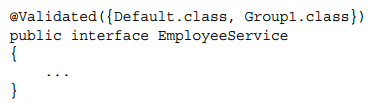 @Validated({Default.class, Group1.class})
public interface EmployeeService
{
    ...
}